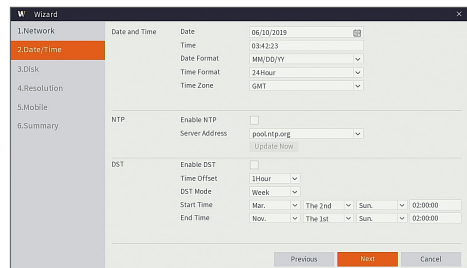 W Wizard ×
1.Network
2.Date/Time
3.Disk
4.Resolution
5.Mobile
6.Summary
Date and Time
Date 06/10/2019
Time 03:42:23
Date Format MM/DD/YY
Time Format 24Hour
Time Zone GMT
NTP
Enable NTP
Server Address pool.ntp.org
Update Now
DST
Enable DST
Time Offset 1Hour
DST Mode Week
Start Time Mar. The 2nd Sun. 02:00:00
End Time Nov. The 1st Sun. 02:00:00
Previous Next Cancel